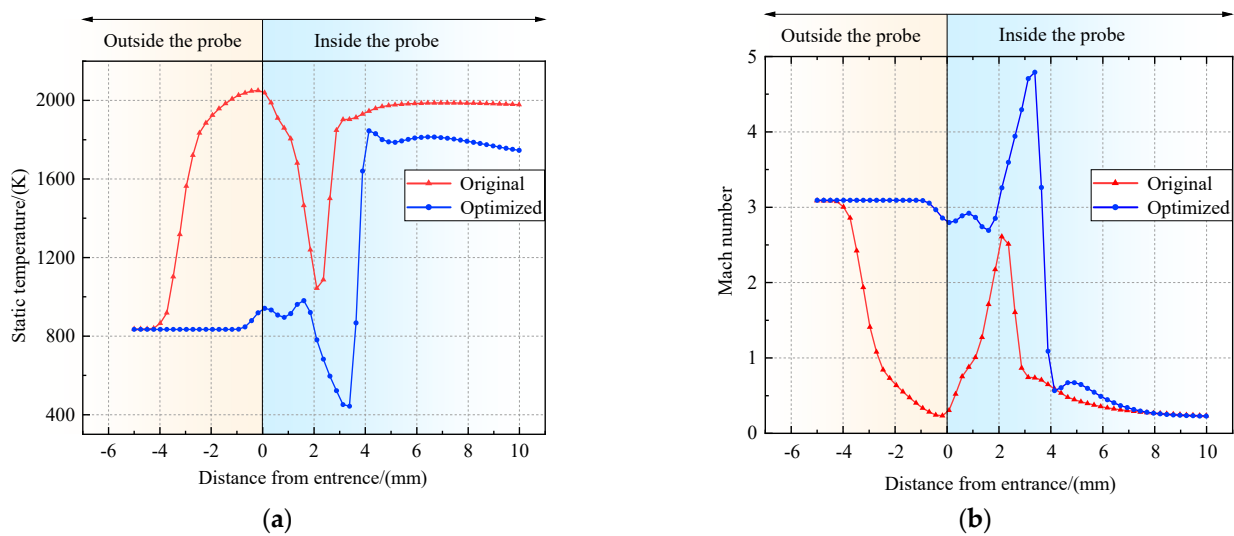 Outside the probe Inside the probe
2000
1600
1200
800
400
Static temperature/(K)
Original
Optimized
-6 -4 -2 0 2 4 6 8 10
Distance from entrence/(mm)
(a)
Outside the probe Inside the probe
5
4
3
2
1
0
Mach number
Original
Optimized
-6 -4 -2 0 2 4 6 8 10
Distance from entrance/(mm)
(b)